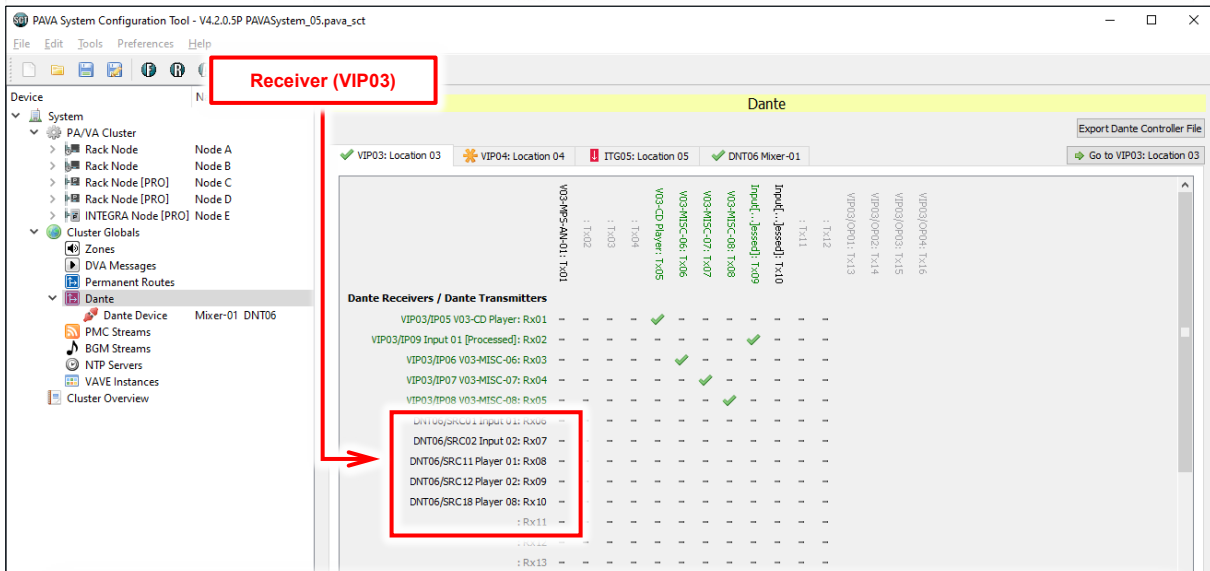 PAVA System Configuration Tool - V4.2.0.5P PAVASystem_05.pava_sct
File Edit Tools Preferences Help
Receiver (VIP03)
Device
System
PA/VA Cluster
Rack Node Node A
Rack Node Node B
Rack Node [PRO] Node C
Rack Node [PRO] Node D
INTEGRA Node [PRO] Node E
Cluster Globals
Zones
DVA Messages
Permanent Routes
Dante
Dante Device Mixer-01 DNT06
PMC Streams
BGM Streams
NTP Servers
VAVE Instances
Cluster Overview
Dante
Export Dante Controller File
VIP03: Location 03 VIP04: Location 04 ITG05: Location 05 DNT06 Mixer-01
Go to VIP03: Location 03
V03-MPS-AN-01: Tx01
: Tx02
: Tx03
: Tx04
V03-CD Player: Tx05
V03-MISC-06: Tx06
V03-MISC-07: Tx07
V03-MISC-08: Tx08
Input[...]essed]: Tx09
Input[...]essed]: Tx10
: Tx11
: Tx12
VIP03/OP01: Tx13
VIP03/OP02: Tx14
VIP03/OP03: Tx15
VIP03/OP04: Tx16
Dante Receivers / Dante Transmitters
VIP03/IP05 V03-CD Player: Rx01
VIP03/IP09 Input 01 [Processed]: Rx02
VIP03/IP06 V03-MISC-06: Rx03
VIP03/IP07 V03-MISC-07: Rx04
VIP03/IP08 V03-MISC-08: Rx05
DNT06/SRC01 Input 01: Rx06
DNT06/SRC02 Input 02: Rx07
DNT06/SRC11 Player 01: Rx08
DNT06/SRC12 Player 02: Rx09
DNT06/SRC18 Player 08: Rx10
: Rx11
: Rx12
: Rx13